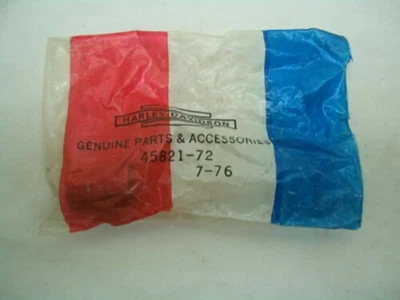 HARLEY-DAVIDSON
GENUINE PARTS & ACCESSORIES
45821-72
7-76